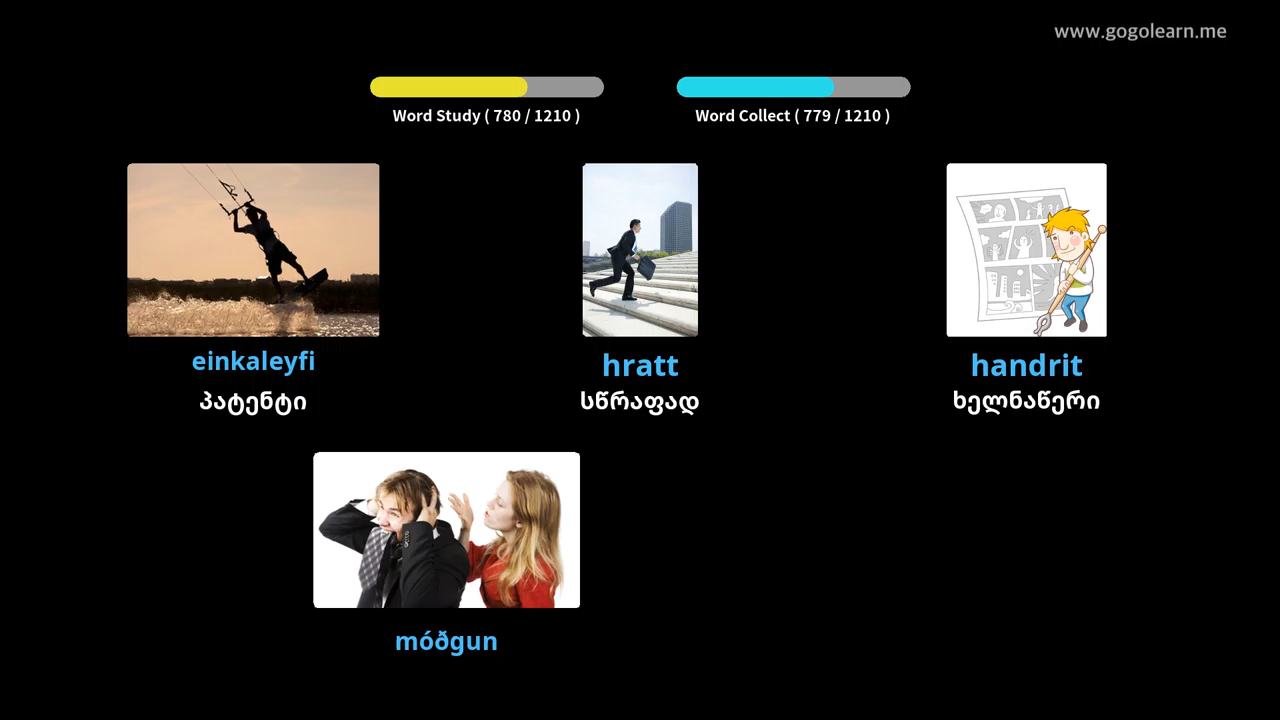 www.gogolearn.me
Word Study ( 780 / 1210 )
Word Collect ( 779 / 1210 )
einkaleyfi
hratt
handrit
პატენტი
სწრაფად
ხელნაწერი
móðgun